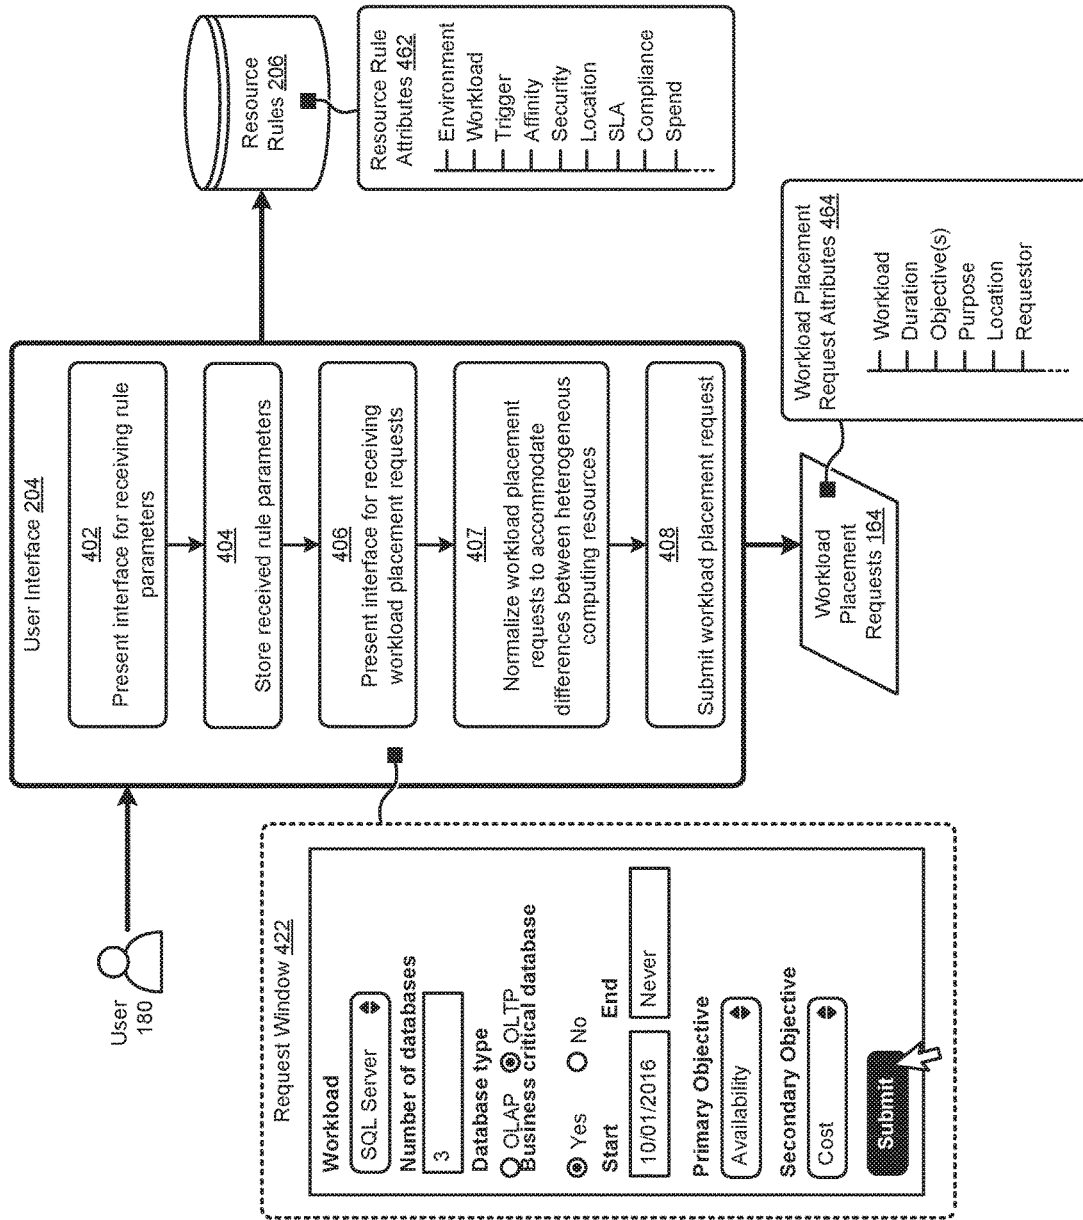 User
180
User Interface 204
402
Present interface for receiving rule
parameters
404
Store received rule parameters
406
Present interface for receiving
workload placement requests
407
Normalize workload placement
requests to accommodate
differences between heterogeneous
computing resources
408
Submit workload placement request
Resource
Rules 206
Resource Rule
Attributes 462
Environment
Workload
Trigger
Affinity
Security
Location
SLA
Compliance
Spend
Request Window 422
Workload
SQL Server
Number of databases
3
Database type
OLAP OLTP
Business critical database
Yes No
Start End
10/01/2016 Never
Primary Objective
Availability
Secondary Objective
Cost
Submit
Workload
Placement
Requests 164
Workload Placement
Request Attributes 464
Workload
Duration
Objective(s)
Purpose
Location
Requestor